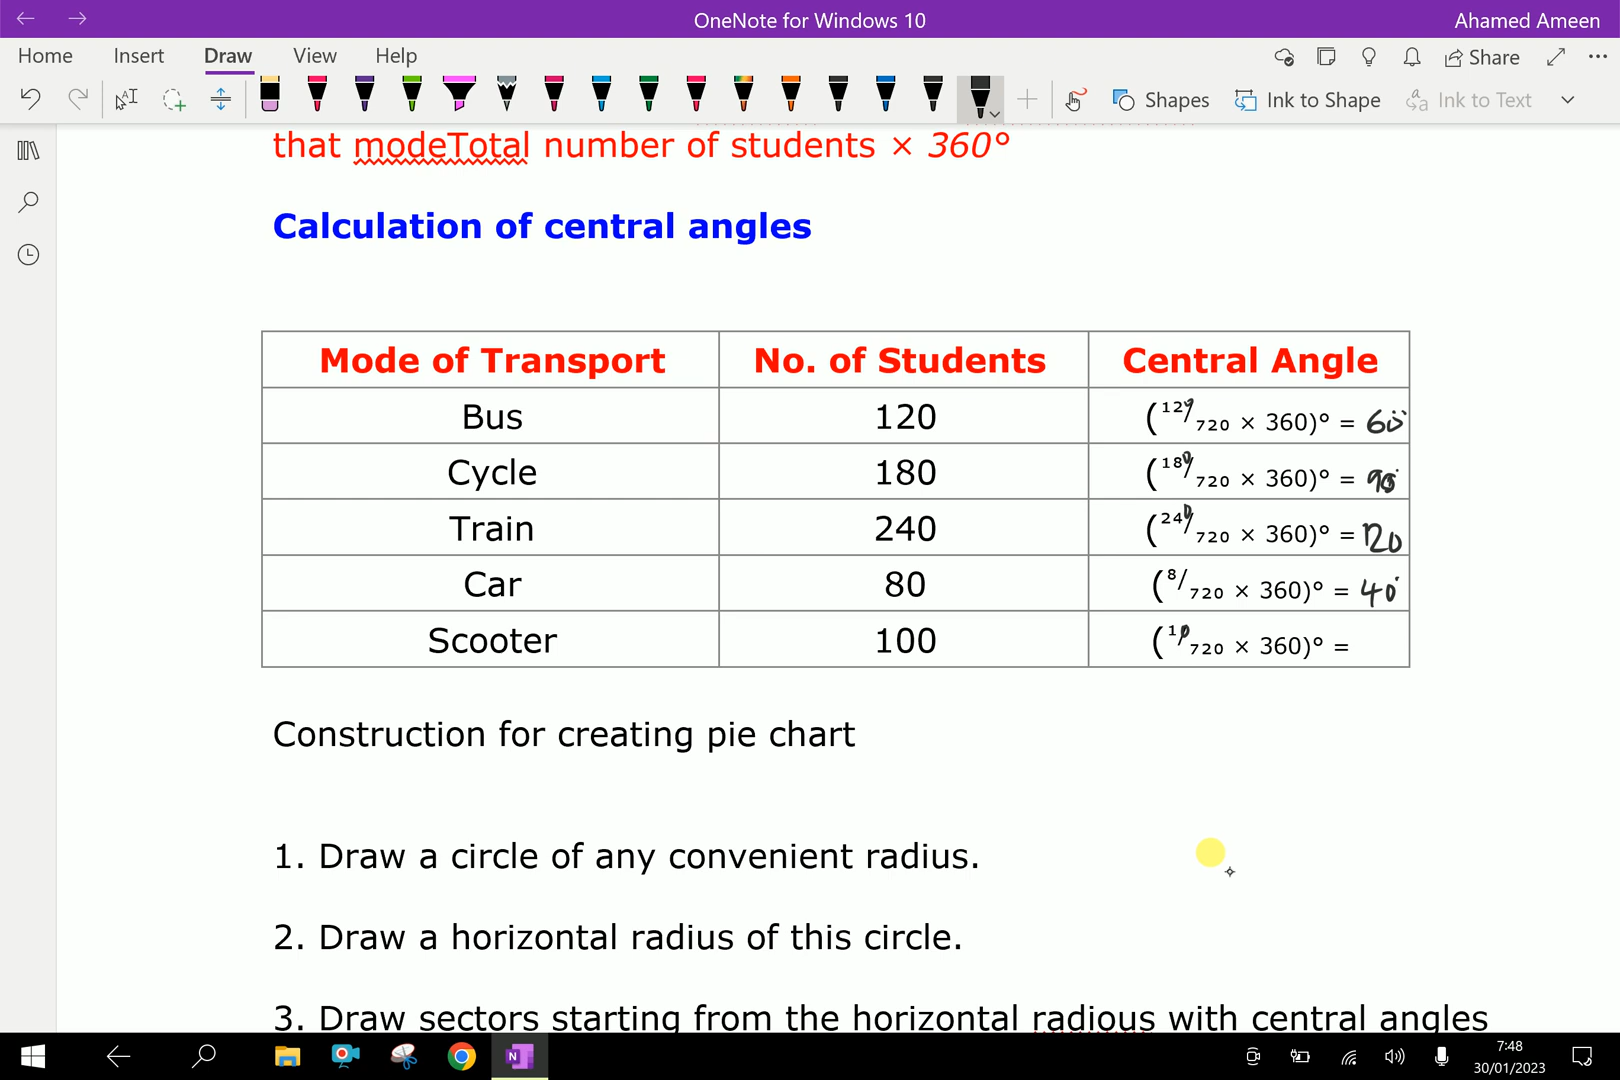 OneNote for Windows 10
Ahamed Ameen
Home Insert Draw View Help
Share
Shapes Ink to Shape Ink to Text
that modeTotal number of students × 360°
Calculation of central angles
Mode of Transport No. of Students Central Angle
Bus 120 (120/720 × 360)° = 60°
Cycle 180 (180/720 × 360)° = 90°
Train 240 (240/720 × 360)° = 120
Car 80 (8/720 × 360)° = 40°
Scooter 100 (10/720 × 360)° =
Construction for creating pie chart
1. Draw a circle of any convenient radius.
2. Draw a horizontal radius of this circle.
3. Draw sectors starting from the horizontal radious with central angles
7:48
30/01/2023